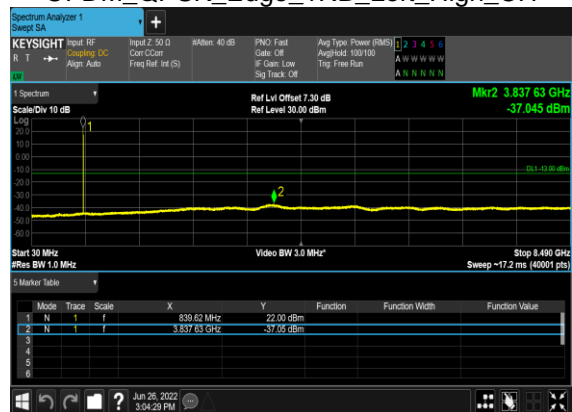 Spectrum Analyzer 1
Swept SA
+
KEYSIGHT Input: RF Input Z: 50 Ω #Atten: 40 dB PNO: Fast Avg Type: Power (RMS) 1 2 3 4 5 6
R T Coupling: DC Corr CCorr Gate: Off Avg|Hold: 100/100 A W W W W W
Align: Auto Freq Ref: Int (S) IF Gain: Low Trig: Free Run
LW Sig Track: Off A N N N N N
1 Spectrum Ref Lvl Offset 7.30 dB Mkr2 3.837 63 GHz
Scale/Div 10 dB Ref Level 30.00 dBm -37.045 dBm
Log
20.0
10.0
0.00
-10.0
DL1 -13.00 dBm
-20.0
-30.0
-40.0
-50.0
-60.0
1
2
Start 30 MHz Video BW 3.0 MHz* Stop 8.490 GHz
#Res BW 1.0 MHz Sweep ~17.2 ms (40001 pts)
5 Marker Table
Mode Trace Scale X Y Function Function Width Function Value
1 N 1 f 839.62 MHz 22.00 dBm
2 N 1 f 3.837 63 GHz -37.05 dBm
3
4
5
6
? Jun 26, 2022
3:04:29 PM